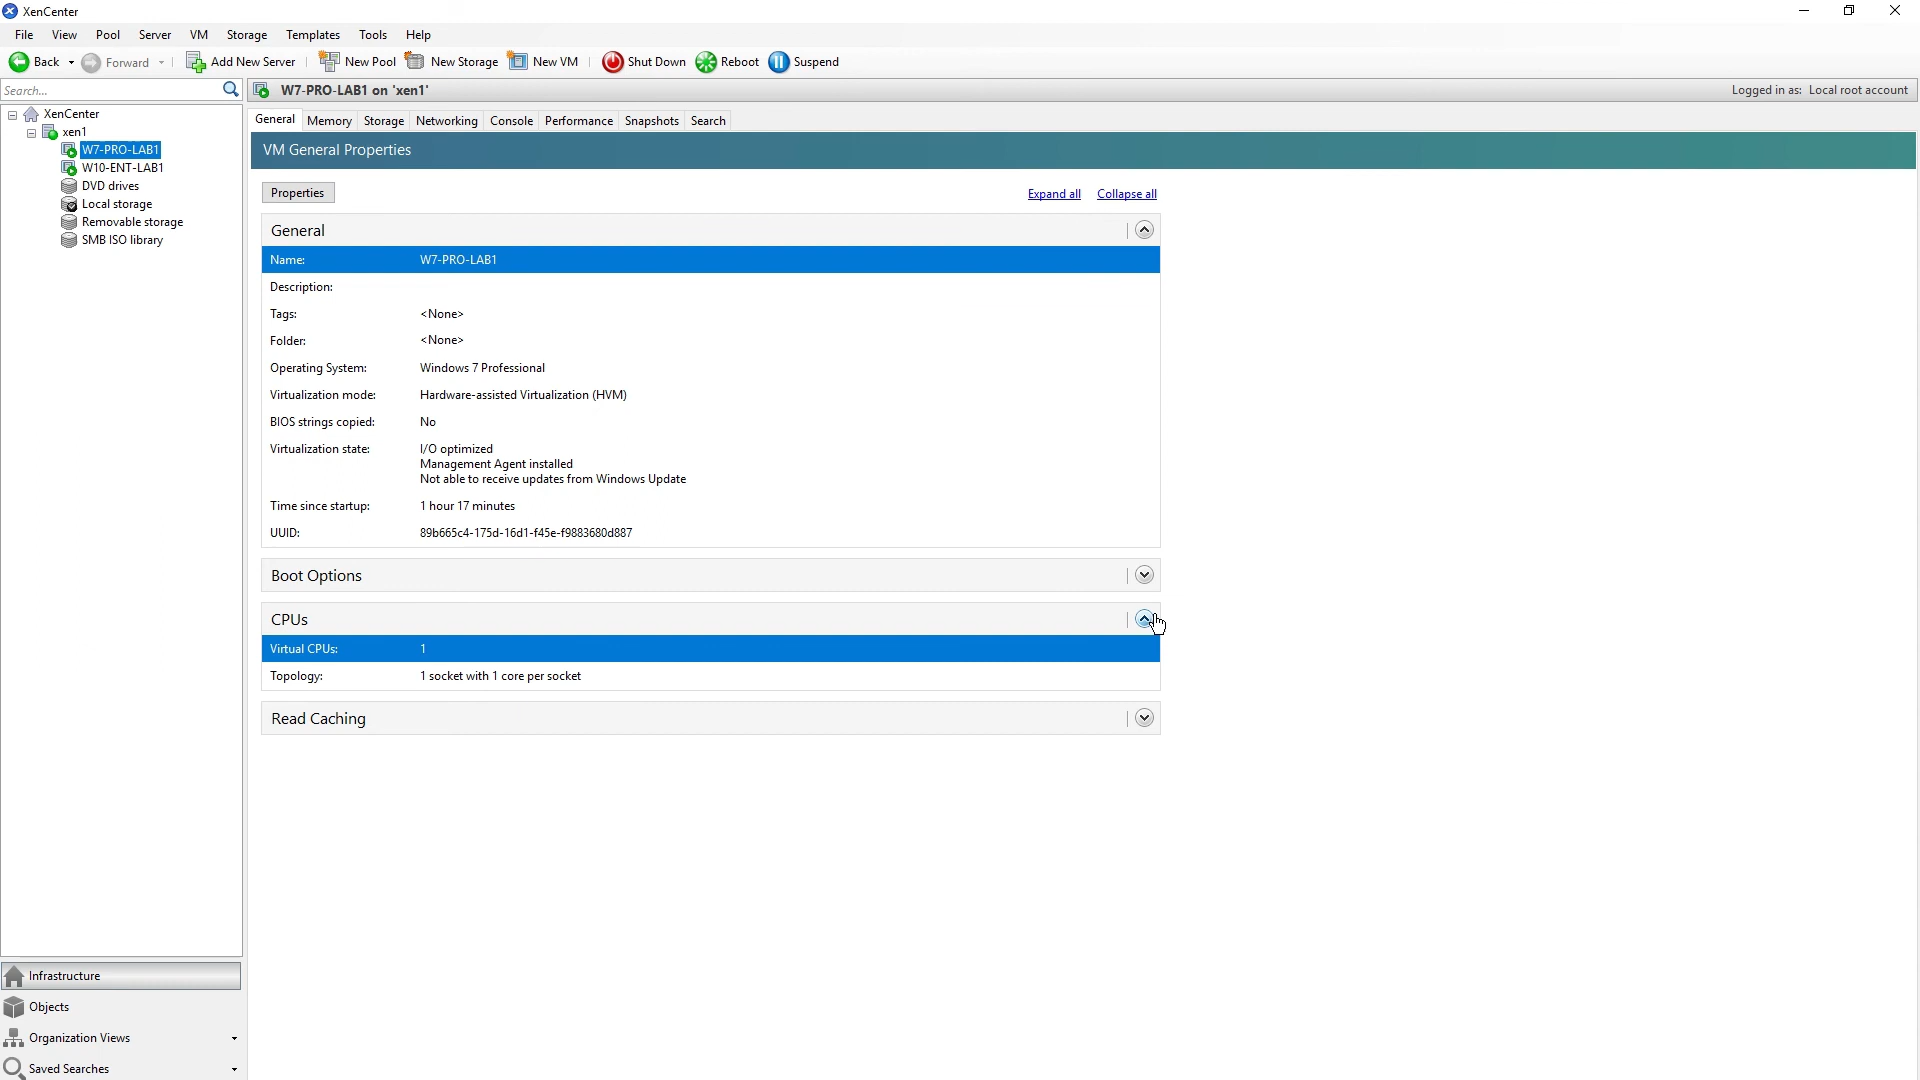 XenCenter
File View Pool Server VM Storage Templates Tools Help
Back Forward Add New Server New Pool New Storage New VM Shut Down Reboot Suspend
Search...
W7-PRO-LAB1 on 'xen1'
Logged in as: Local root account
XenCenter
xen1
W7-PRO-LAB1
W10-ENT-LAB1
DVD drives
Local storage
Removable storage
SMB ISO library
General Memory Storage Networking Console Performance Snapshots Search
VM General Properties
Properties
Expand all Collapse all
General
Name: W7-PRO-LAB1
Description:
Tags: <None>
Folder: <None>
Operating System: Windows 7 Professional
Virtualization mode: Hardware-assisted Virtualization (HVM)
BIOS strings copied: No
Virtualization state: I/O optimized
Management Agent installed
Not able to receive updates from Windows Update
Time since startup: 1 hour 17 minutes
UUID: 89b665c4-175d-16d1-f45e-f9883680d887
Boot Options
CPUs
Virtual CPUs: 1
Topology: 1 socket with 1 core per socket
Read Caching
Infrastructure
Objects
Organization Views
Saved Searches